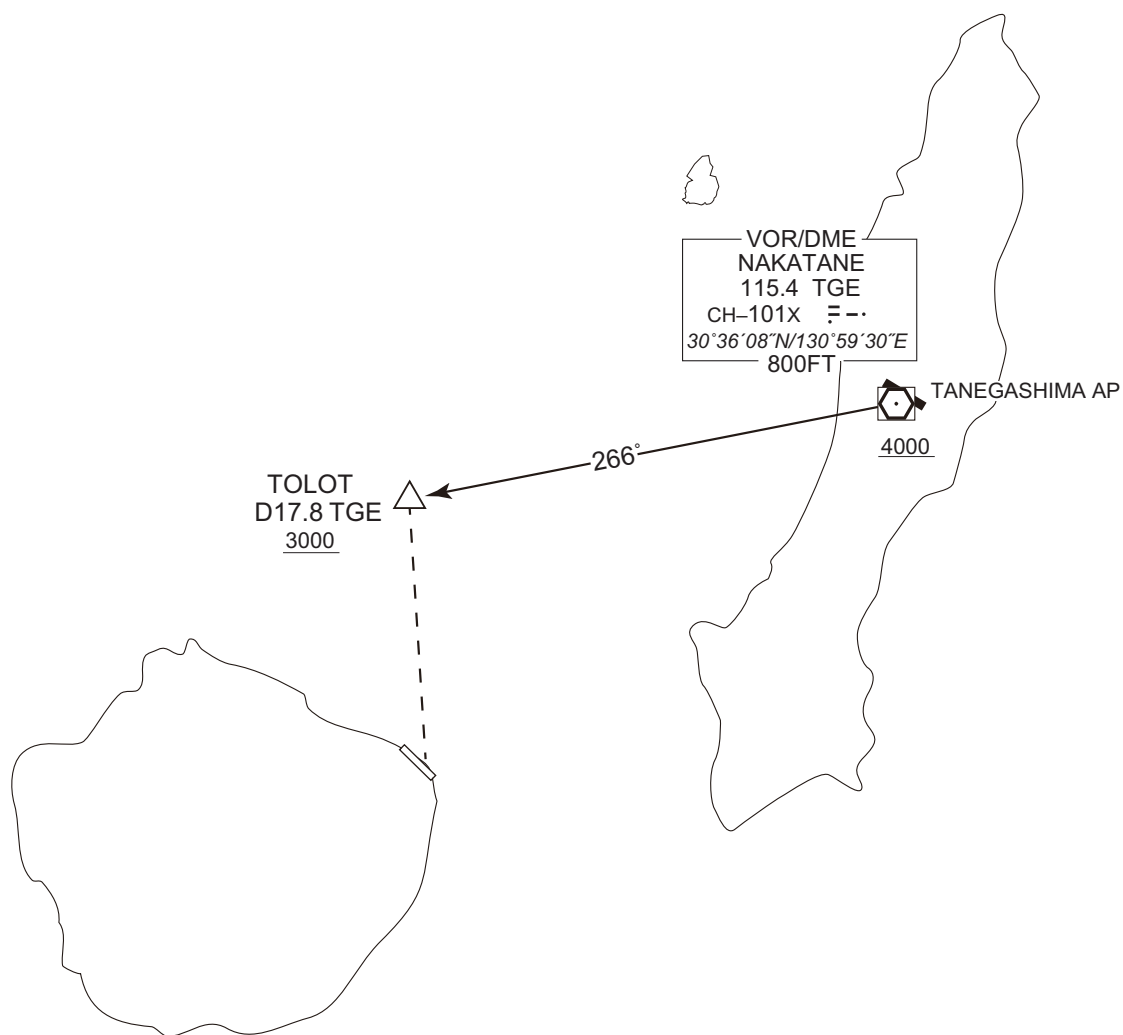 VOR/DME
NAKATANE
115.4 TGE
CH–101X
30°36´08˝N/130°59´30˝E
800FT
TANEGASHIMA AP
4000
266°
TOLOT
D17.8 TGE
3000